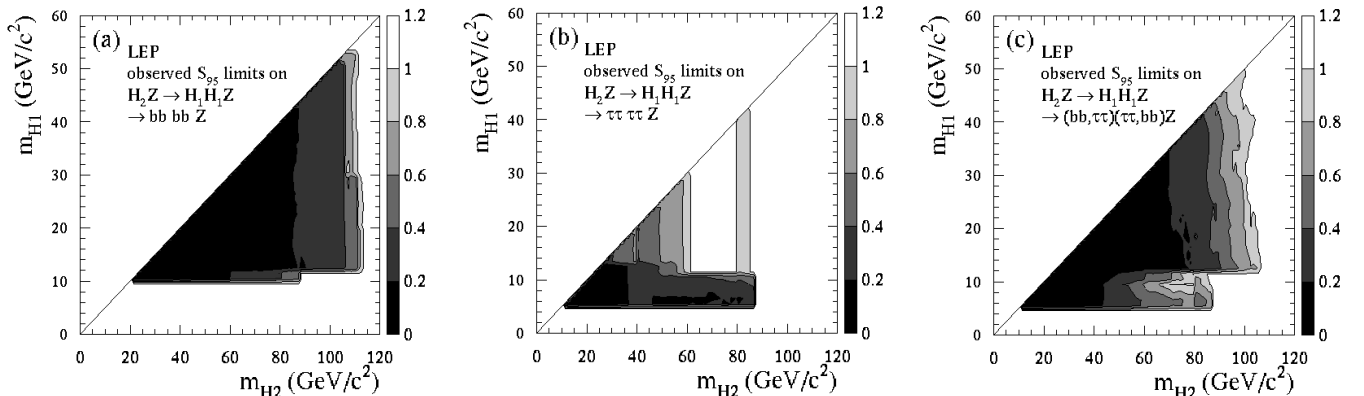 (a)
LEP
observed S₉₅ limits on
H₂Z → H₁H₁Z
→ bb bb Z
m_H1 (GeV/c²)
60
50
40
30
20
10
0
0 20 40 60 80 100 120
m_H2 (GeV/c²)
1.2
1
0.8
0.6
0.4
0.2
0
(b)
LEP
observed S₉₅ limits on
H₂Z → H₁H₁Z
→ ττ ττ Z
m_H1 (GeV/c²)
60
50
40
30
20
10
0
0 20 40 60 80 100 120
m_H2 (GeV/c²)
1.2
1
0.8
0.6
0.4
0.2
0
(c)
LEP
observed S₉₅ limits on
H₂Z → H₁H₁Z
→ (bb,ττ)(ττ,bb)Z
m_H1 (GeV/c²)
60
50
40
30
20
10
0
0 20 40 60 80 100 120
m_H2 (GeV/c²)
1.2
1
0.8
0.6
0.4
0.2
0